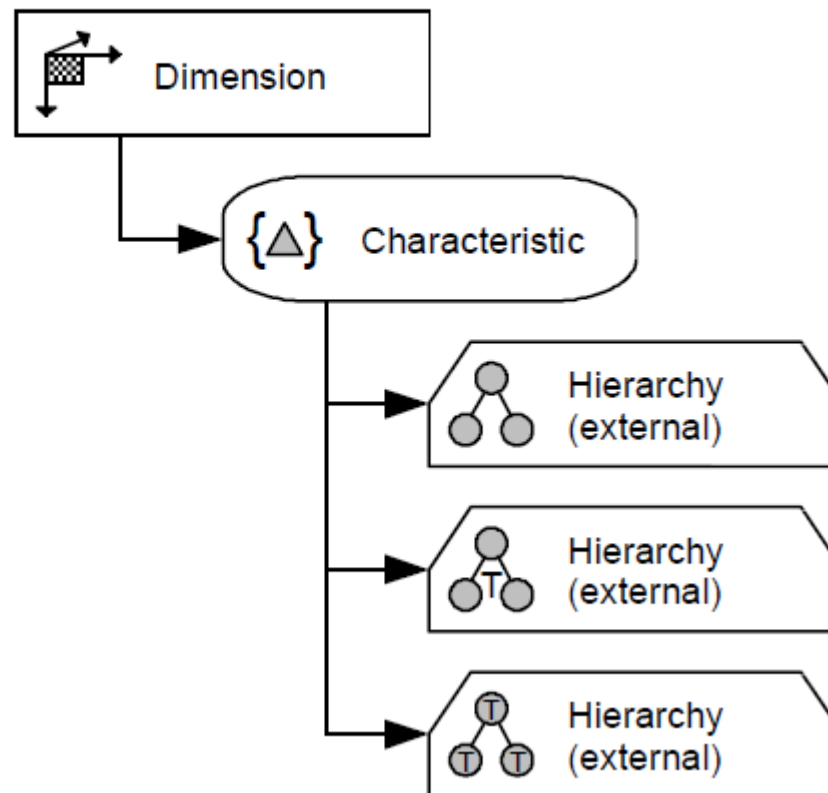 Dimension
{ } Characteristic
Hierarchy
(external)
Hierarchy
T
(external)
T
Hierarchy
T T
(external)